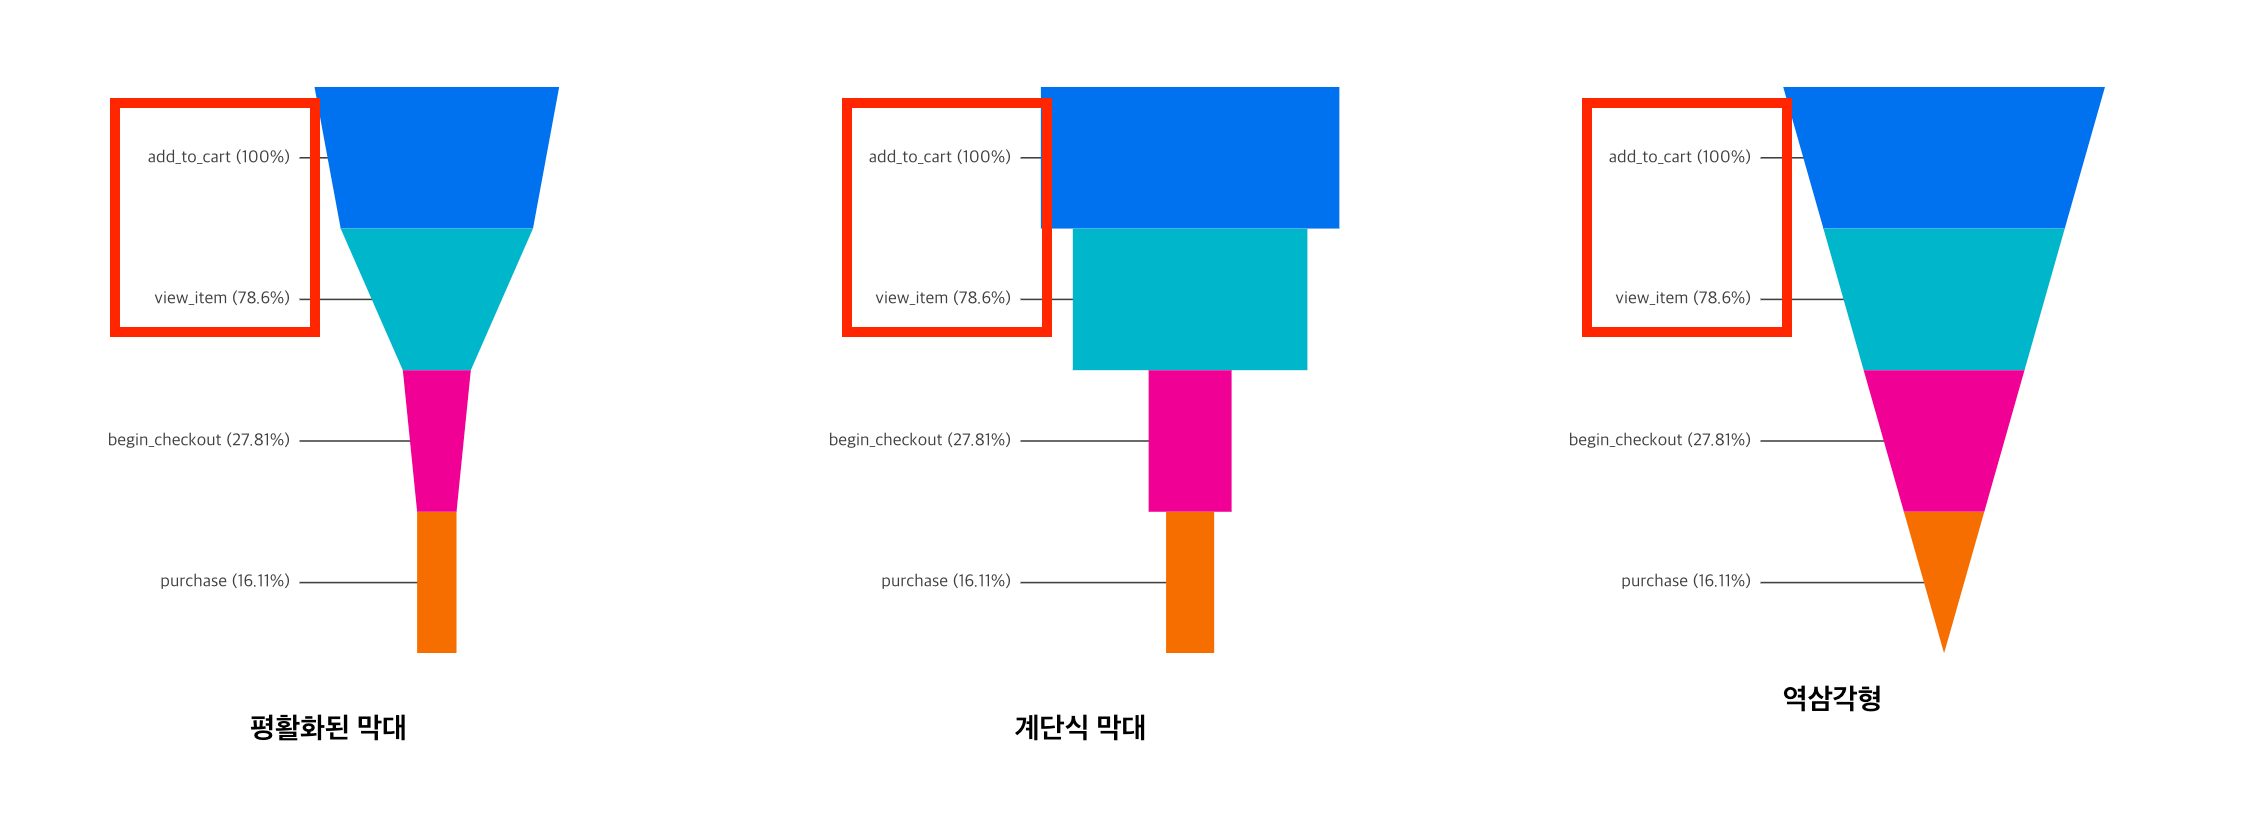 add_to_cart (100%)
view_item (78.6%)
begin_checkout (27.81%)
purchase (16.11%)
평활화된 막대
add_to_cart (100%)
view_item (78.6%)
begin_checkout (27.81%)
purchase (16.11%)
계단식 막대
add_to_cart (100%)
view_item (78.6%)
begin_checkout (27.81%)
purchase (16.11%)
역삼각형